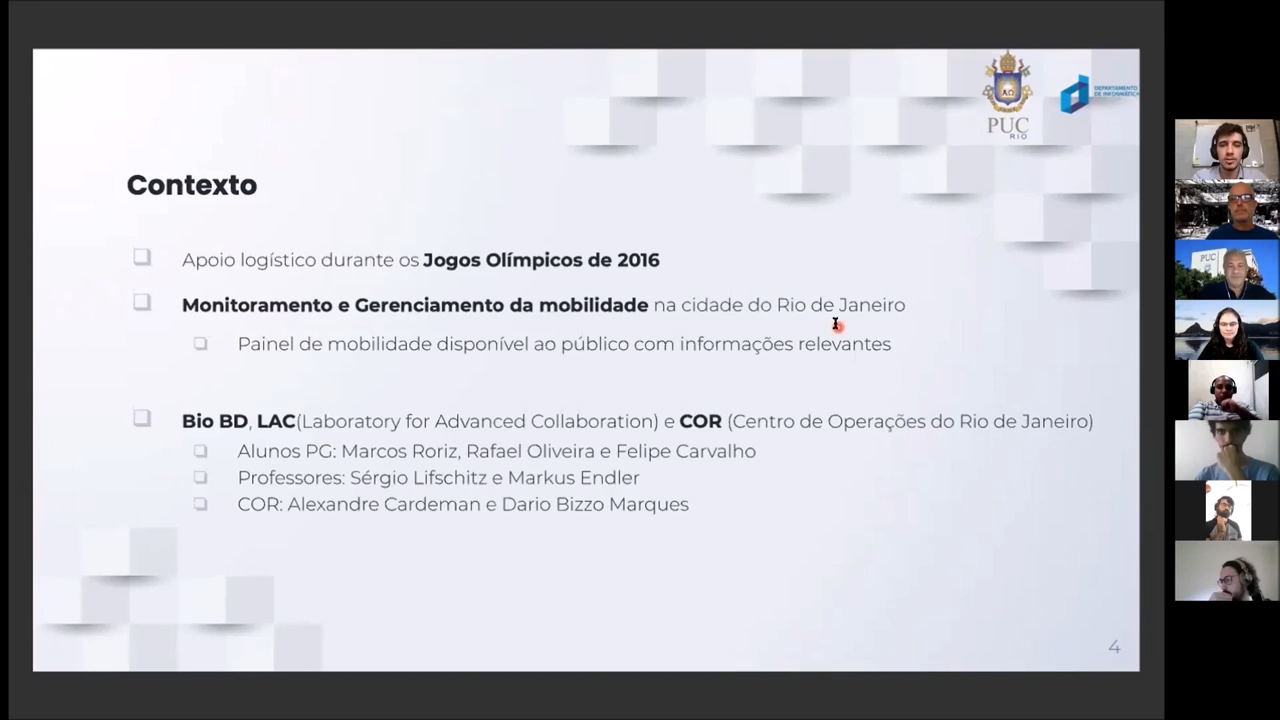 PUC
RIO
DEPARTAMENTO
DE INFORMÁTICA
Contexto
Apoio logístico durante os Jogos Olímpicos de 2016
Monitoramento e Gerenciamento da mobilidade na cidade do Rio de Janeiro
Painel de mobilidade disponível ao público com informações relevantes
Bio BD, LAC(Laboratory for Advanced Collaboration) e COR (Centro de Operações do Rio de Janeiro)
Alunos PG: Marcos Roriz, Rafael Oliveira e Felipe Carvalho
Professores: Sérgio Lifschitz e Markus Endler
COR: Alexandre Cardeman e Dario Bizzo Marques
4
PUC